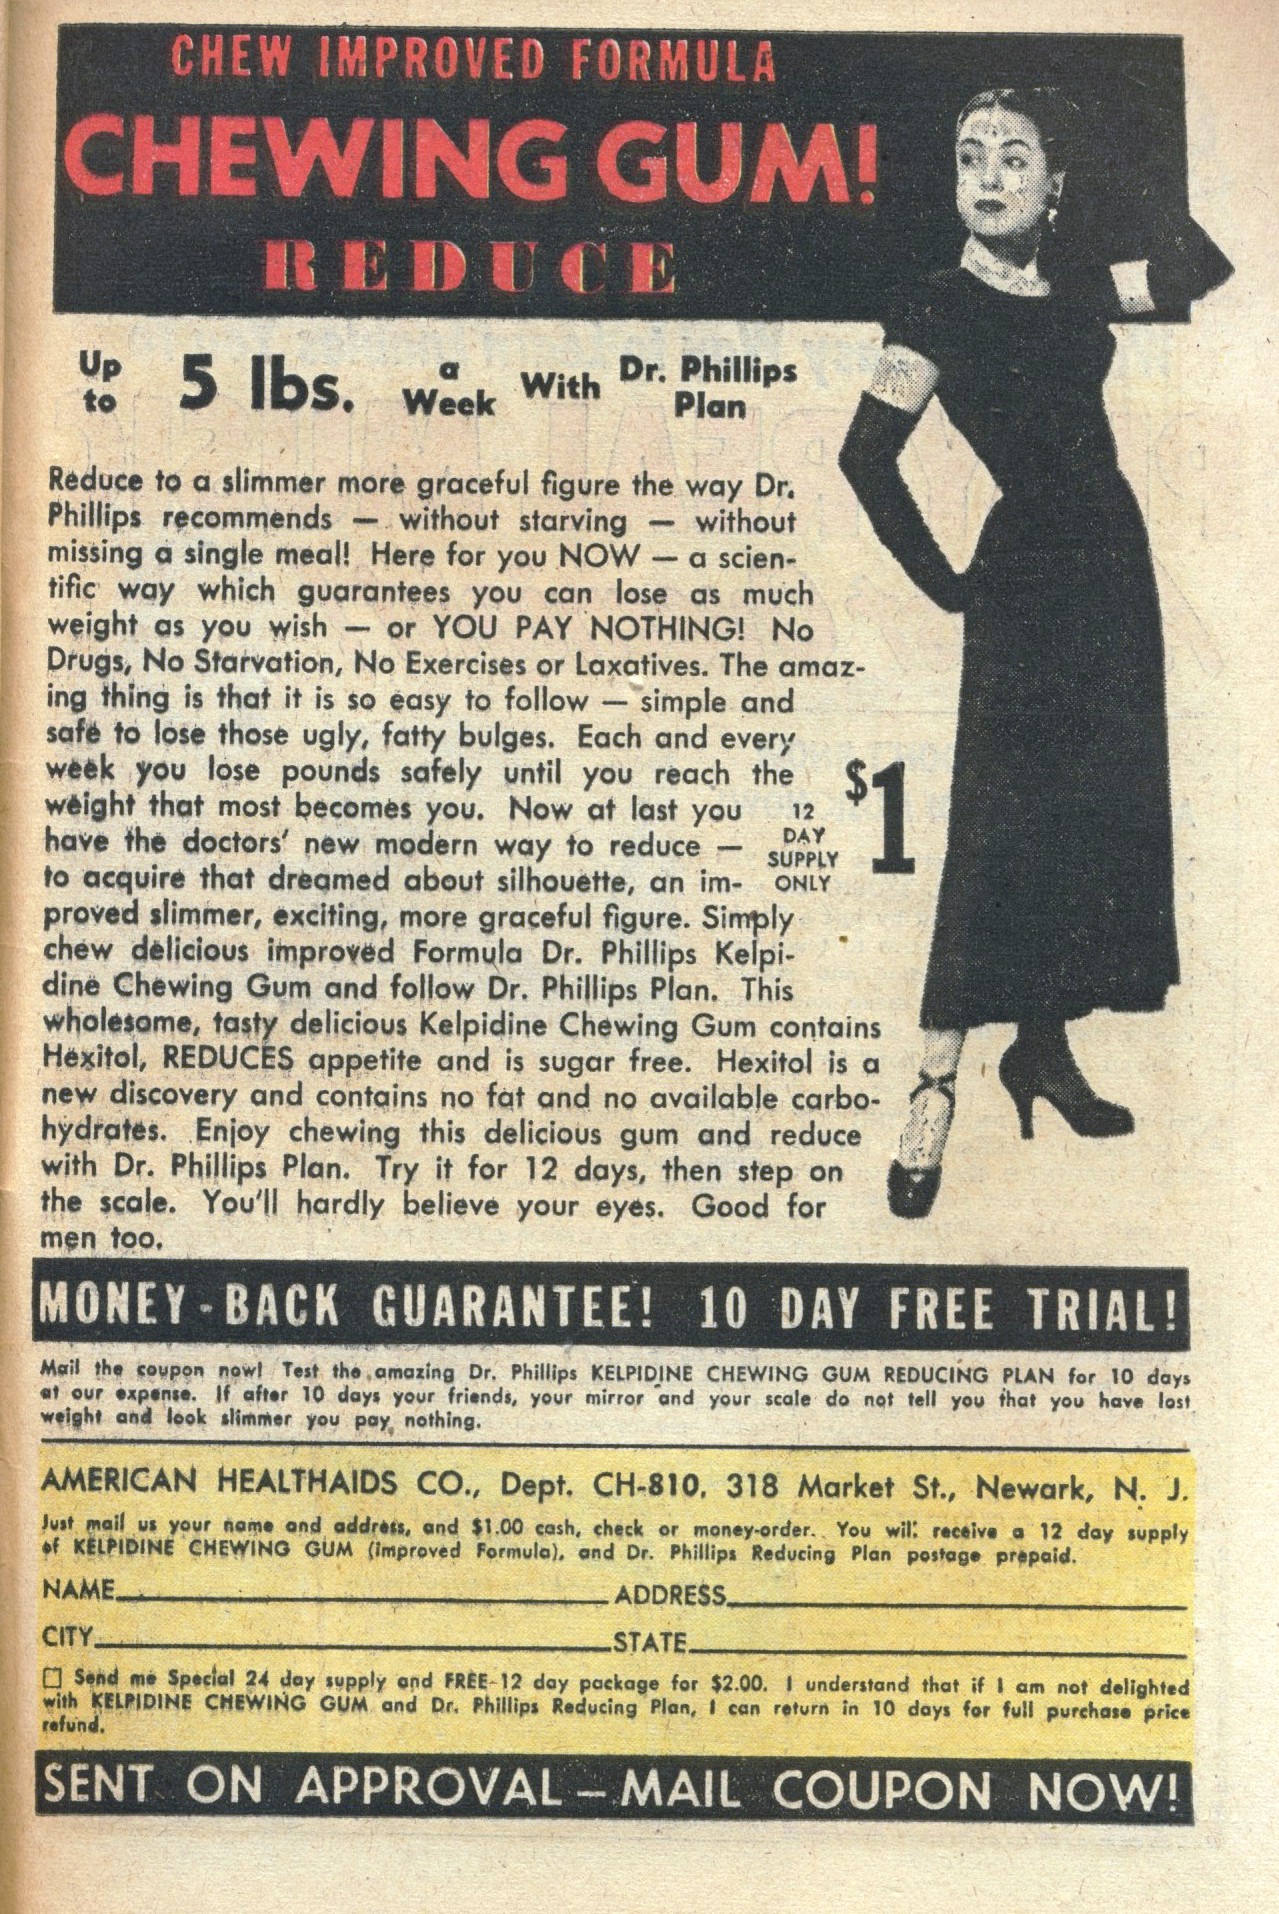 CHEW IMPROVED FORMULA
CHEWING GUM!
REDUCE
Up to 5 lbs. a Week With Dr. Phillips Plan
Reduce to a slimmer more graceful figure the way Dr.
Phillips recommends — without starving — without
missing a single meal! Here for you NOW — a scien-
tific way which guarantees you can lose as much
weight as you wish — or YOU PAY NOTHING! No
Drugs, No Starvation, No Exercises or Laxatives. The amaz-
ing thing is that it is so easy to follow — simple and
safe to lose those ugly, fatty bulges. Each and every
week you lose pounds safely until you reach the
weight that most becomes you. Now at last you
have the doctors' new modern way to reduce —
to acquire that dreamed about silhouette, an im-
proved slimmer, exciting, more graceful figure. Simply
chew delicious improved Formula Dr. Phillips Kelpi-
dine Chewing Gum and follow Dr. Phillips Plan. This
wholesome, tasty delicious Kelpidine Chewing Gum contains
Hexitol, REDUCES appetite and is sugar free. Hexitol is a
new discovery and contains no fat and no available carbo-
hydrates. Enjoy chewing this delicious gum and reduce
with Dr. Phillips Plan. Try it for 12 days, then step on
the scale. You'll hardly believe your eyes. Good for
men too.
12
DAY
SUPPLY
ONLY
$1
MONEY-BACK GUARANTEE! 10 DAY FREE TRIAL!
Mail the coupon now! Test the amazing Dr. Phillips KELPIDINE CHEWING GUM REDUCING PLAN for 10 days
at our expense. If after 10 days your friends, your mirror and your scale do not tell you that you have lost
weight and look slimmer you pay nothing.
AMERICAN HEALTHAIDS CO., Dept. CH-810, 318 Market St., Newark, N. J.
Just mail us your name and address, and $1.00 cash, check or money-order. You will receive a 12 day supply
of KELPIDINE CHEWING GUM (improved Formula), and Dr. Phillips Reducing Plan postage prepaid.
NAME ADDRESS
CITY STATE
☐ Send me Special 24 day supply and FREE 12 day package for $2.00. I understand that if I am not delighted
with KELPIDINE CHEWING GUM and Dr. Phillips Reducing Plan, I can return in 10 days for full purchase price
refund.
SENT ON APPROVAL — MAIL COUPON NOW!